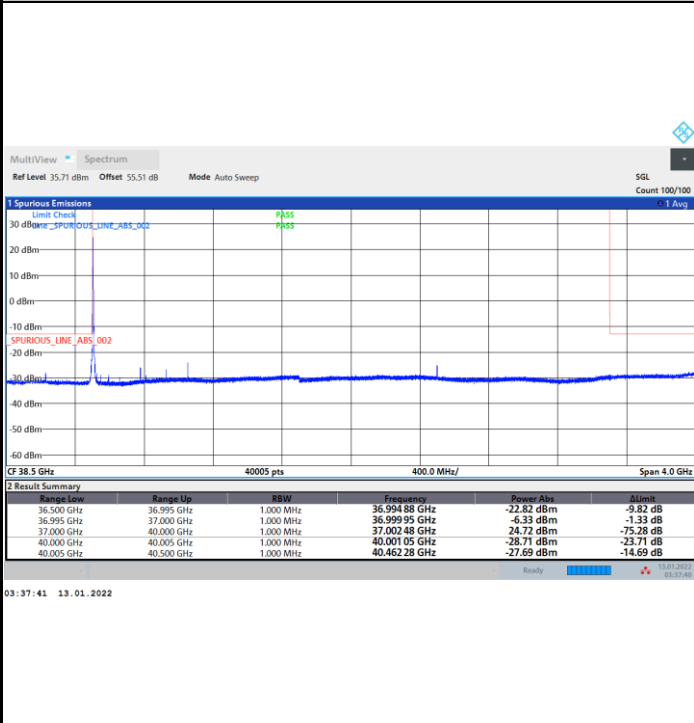 MultiView Spectrum
Ref Level 35.71 dBm Offset 55.51 dB Mode Auto Sweep SGL
Count 100/100
1 Spurious Emissions 1 Avg
Limit Check PASS
Line _SPURIOUS_LINE_ABS_002 PASS
30 dBm
20 dBm
10 dBm
0 dBm
-10 dBm
_SPURIOUS_LINE_ABS_002
-20 dBm
-30 dBm
-40 dBm
-50 dBm
-60 dBm
CF 38.5 GHz 40005 pts 400.0 MHz/ Span 4.0 GHz
2 Result Summary
Range Low Range Up RBW Frequency Power Abs ΔLimit
36.500 GHz 36.995 GHz 1.000 MHz 36.994 88 GHz -22.82 dBm -9.82 dB
36.995 GHz 37.000 GHz 1.000 MHz 36.999 95 GHz -6.33 dBm -1.33 dB
37.000 GHz 40.000 GHz 1.000 MHz 37.002 48 GHz 24.72 dBm -75.28 dB
40.000 GHz 40.005 GHz 1.000 MHz 40.001 05 GHz -28.71 dBm -23.71 dB
40.005 GHz 40.500 GHz 1.000 MHz 40.462 28 GHz -27.69 dBm -14.69 dB
Ready 13.01.2022
03:37:40
03:37:41 13.01.2022